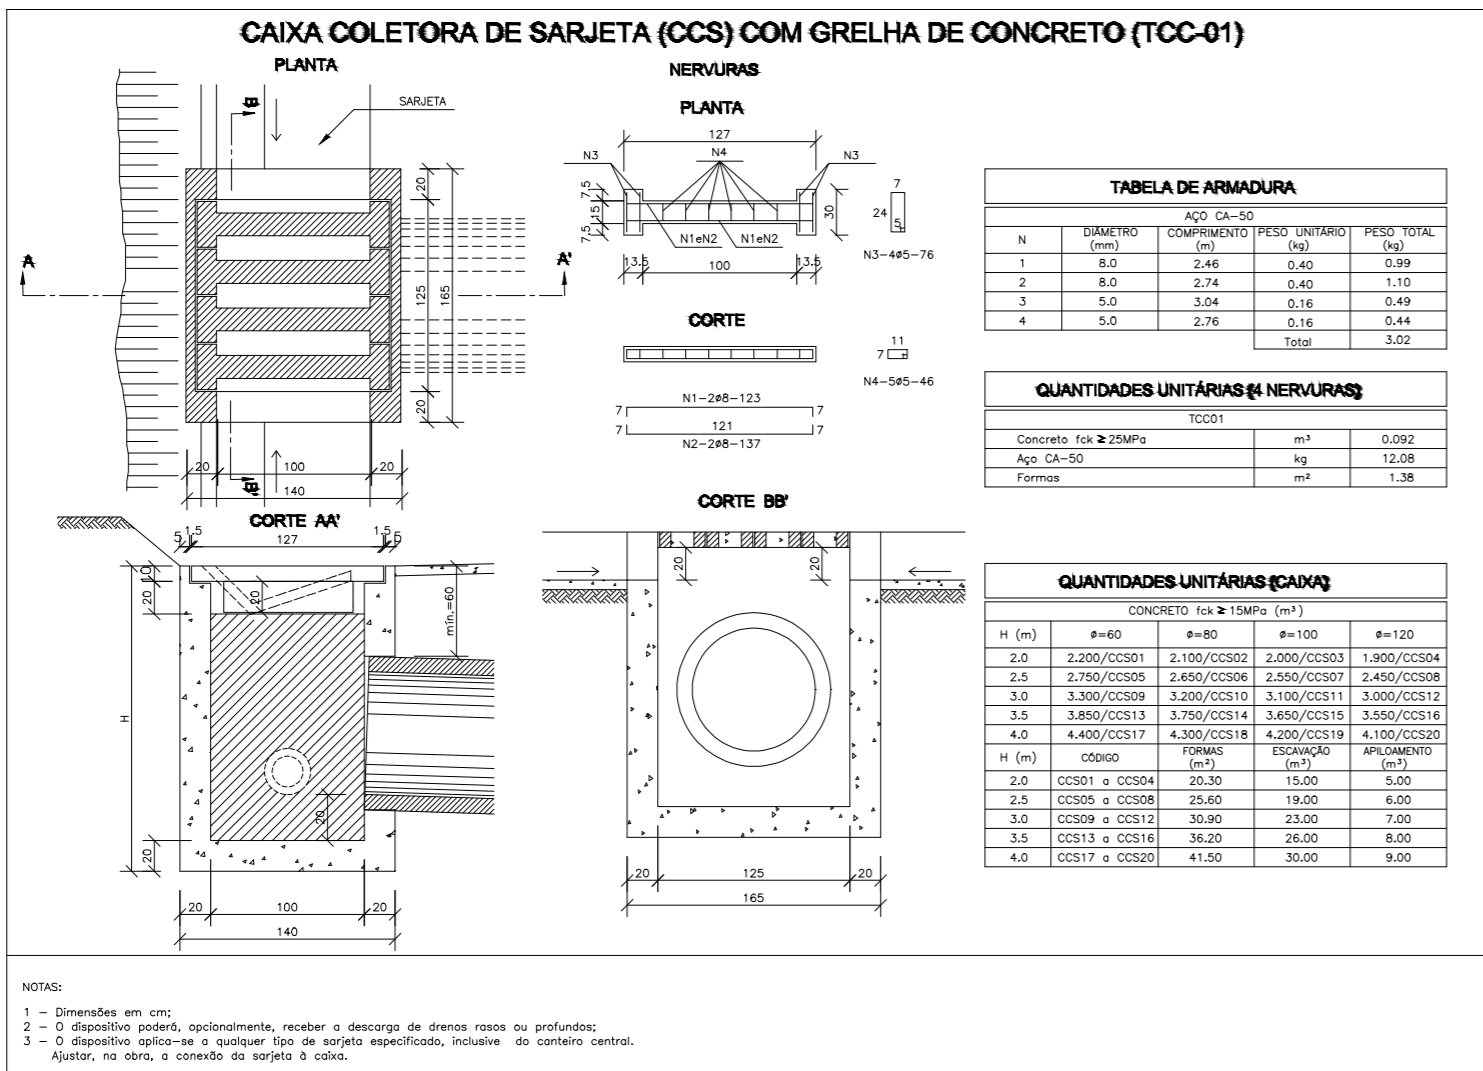 CAIXA COLETORA DE SARJETA (CCS) COM GRELHA DE CONCRETO (TCC-01)
PLANTA
SARJETA
B
A
A'
B'
20
125
165
20
20
100
20
140
NERVURAS
PLANTA
127
N3
N4
N3
7.5
15
7.5
30
N1eN2
N1eN2
13.5
100
13.5
7
24
5
N3-4ø5-76
CORTE
11
7
N4-5ø5-46
N1-2ø8-123
7
7
121
7
7
N2-2ø8-137
CORTE AA'
5
1.5
127
1.5
5
10
20
20
mín.=60
H
20
20
20
100
20
140
CORTE BB'
20
20
20
125
20
165
TABELA DE ARMADURA
AÇO CA-50
N DIÂMETRO (mm) COMPRIMENTO (m) PESO UNITÁRIO (kg) PESO TOTAL (kg)
1 8.0 2.46 0.40 0.99
2 8.0 2.74 0.40 1.10
3 5.0 3.04 0.16 0.49
4 5.0 2.76 0.16 0.44
Total 3.02
QUANTIDADES UNITÁRIAS (4 NERVURAS)
TCC01
Concreto fck ≥ 25MPa m³ 0.092
Aço CA-50 kg 12.08
Formas m² 1.38
QUANTIDADES UNITÁRIAS (CAIXA)
CONCRETO fck ≥ 15MPa (m³)
H (m) ø=60 ø=80 ø=100 ø=120
2.0 2.200/CCS01 2.100/CCS02 2.000/CCS03 1.900/CCS04
2.5 2.750/CCS05 2.650/CCS06 2.550/CCS07 2.450/CCS08
3.0 3.300/CCS09 3.200/CCS10 3.100/CCS11 3.000/CCS12
3.5 3.850/CCS13 3.750/CCS14 3.650/CCS15 3.550/CCS16
4.0 4.400/CCS17 4.300/CCS18 4.200/CCS19 4.100/CCS20
H (m) CÓDIGO FORMAS (m²) ESCAVAÇÃO (m³) APILOAMENTO (m³)
2.0 CCS01 a CCS04 20.30 15.00 5.00
2.5 CCS05 a CCS08 25.60 19.00 6.00
3.0 CCS09 a CCS12 30.90 23.00 7.00
3.5 CCS13 a CCS16 36.20 26.00 8.00
4.0 CCS17 a CCS20 41.50 30.00 9.00
NOTAS:
1 – Dimensões em cm;
2 – O dispositivo poderá, opcionalmente, receber a descarga de drenos rasos ou profundos;
3 – O dispositivo aplica-se a qualquer tipo de sarjeta especificado, inclusive do canteiro central.
Ajustar, na obra, a conexão da sarjeta à caixa.